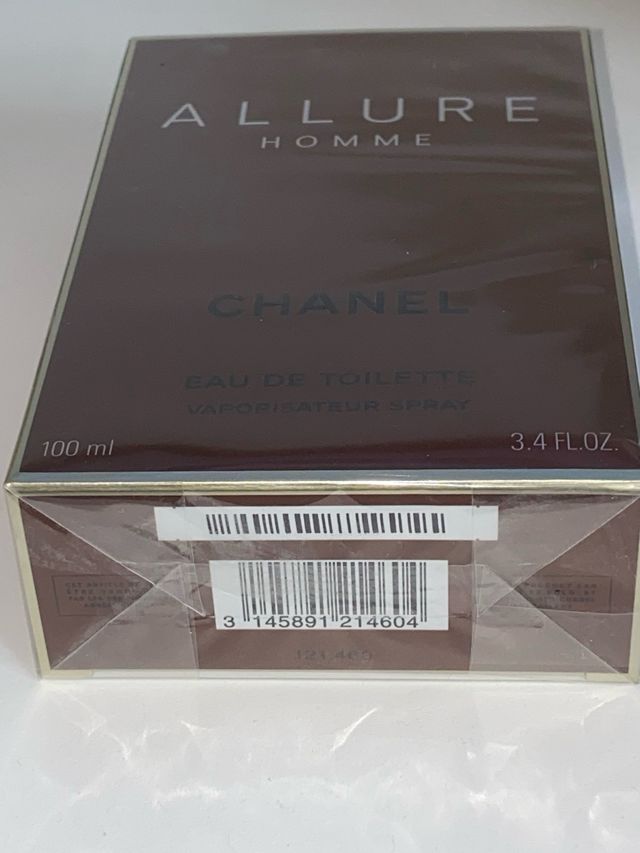 ALLURE
HOMME
CHANEL
EAU DE TOILETTE
VAPORISATEUR SPRAY
100 ml
3.4 FL.OZ.
3 145891 214604
121.460